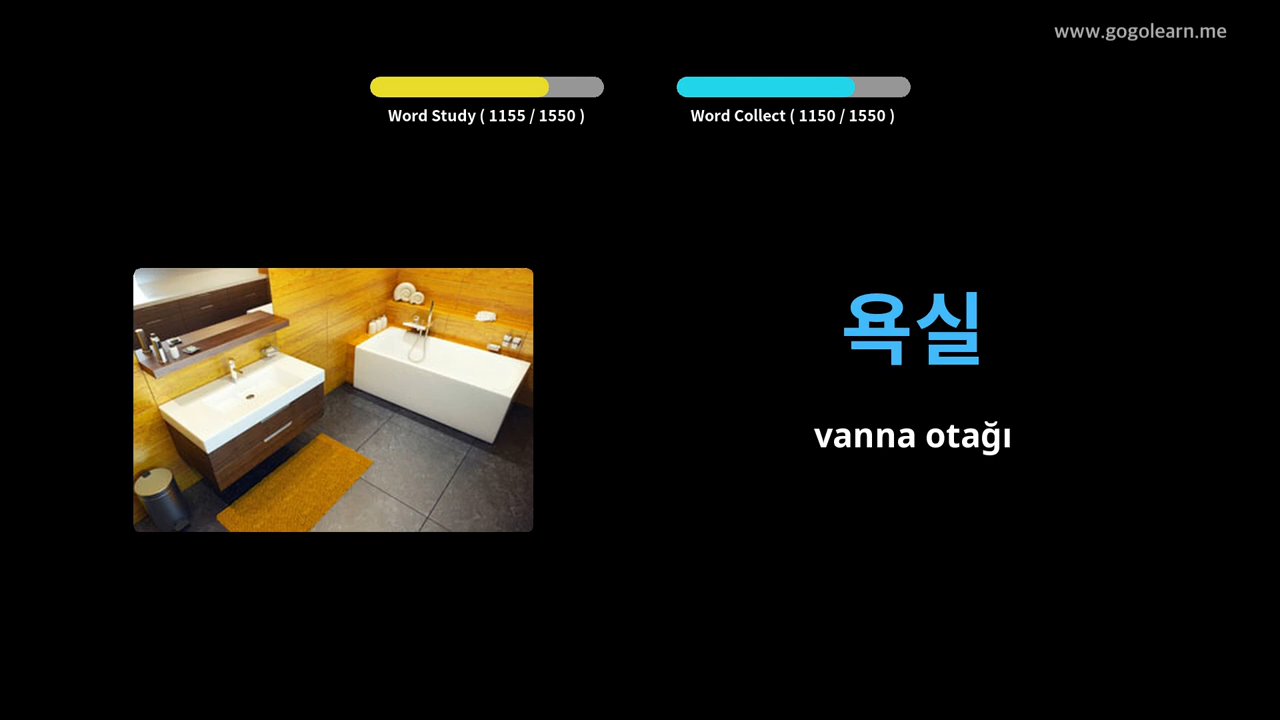 www.gogolearn.me
Word Study ( 1155 / 1550 )
Word Collect ( 1150 / 1550 )
욕실
vanna otağı